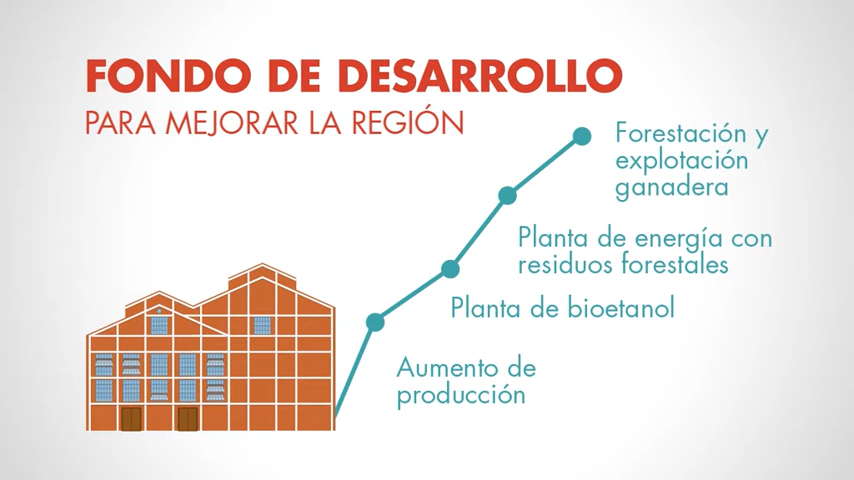 FONDO DE DESARROLLO
PARA MEJORAR LA REGIÓN
Forestación y
explotación
ganadera
Planta de energía con
residuos forestales
Planta de bioetanol
Aumento de
producción